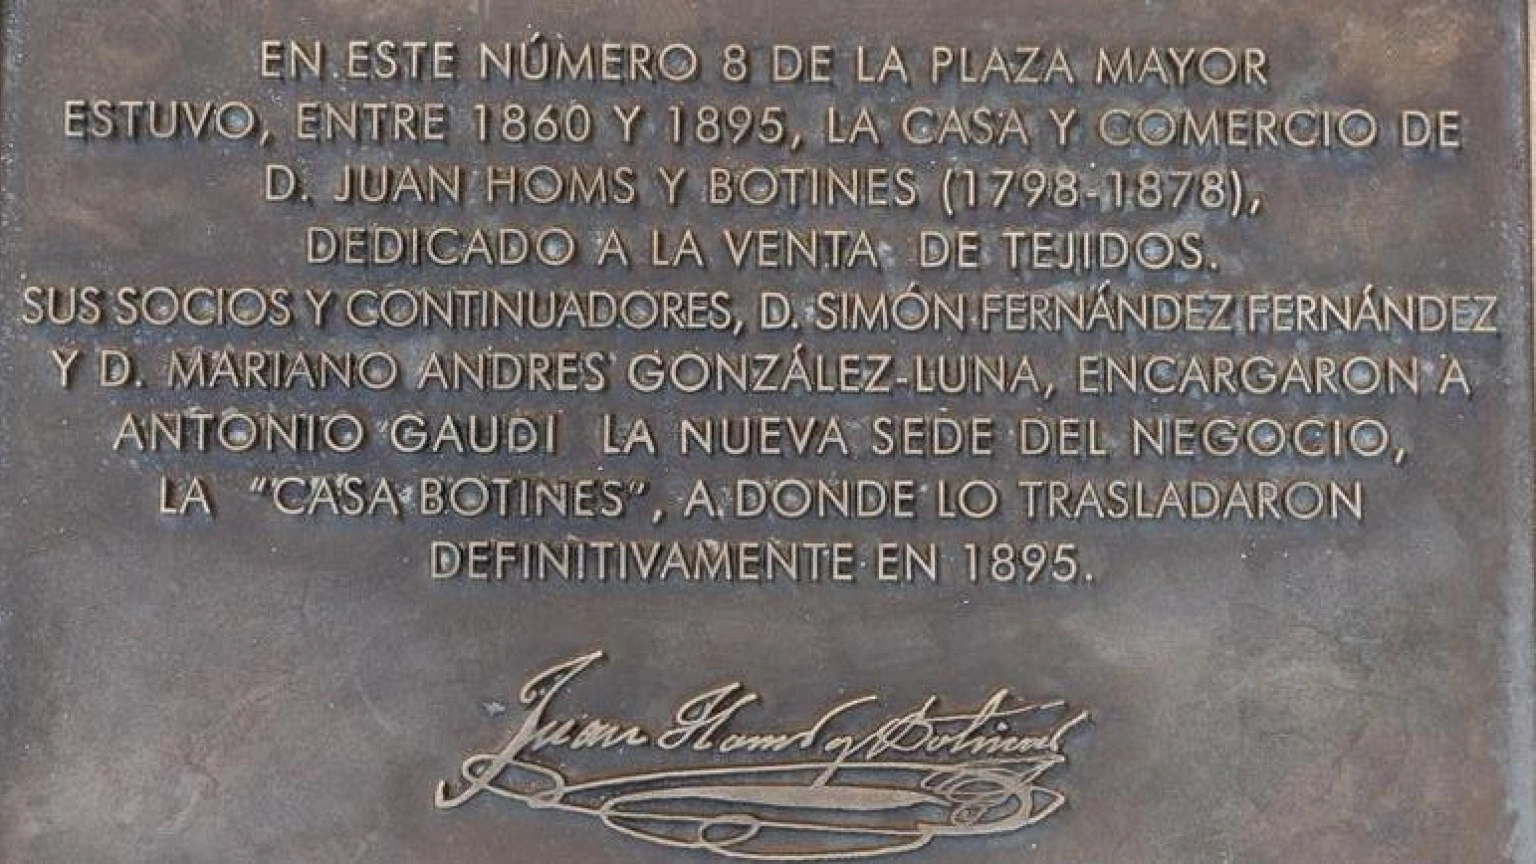 EN ESTE NÚMERO 8 DE LA PLAZA MAYOR
ESTUVO, ENTRE 1860 Y 1895, LA CASA Y COMERCIO DE
D. JUAN HOMS Y BOTINES (1798-1878),
DEDICADO A LA VENTA DE TEJIDOS.
SUS SOCIOS Y CONTINUADORES, D. SIMÓN FERNÁNDEZ FERNÁNDEZ
Y D. MARIANO ANDRES GONZÁLEZ-LUNA, ENCARGARON A
ANTONIO GAUDI LA NUEVA SEDE DEL NEGOCIO,
LA "CASA BOTINES", A DONDE LO TRASLADARON
DEFINITIVAMENTE EN 1895.
Juan Homs y Botines